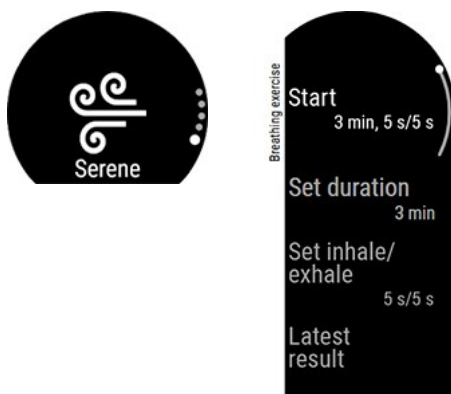 Serene
Breathing exercise
Start
3 min, 5 s/5 s
Set duration
3 min
Set inhale/
exhale
5 s/5 s
Latest
result